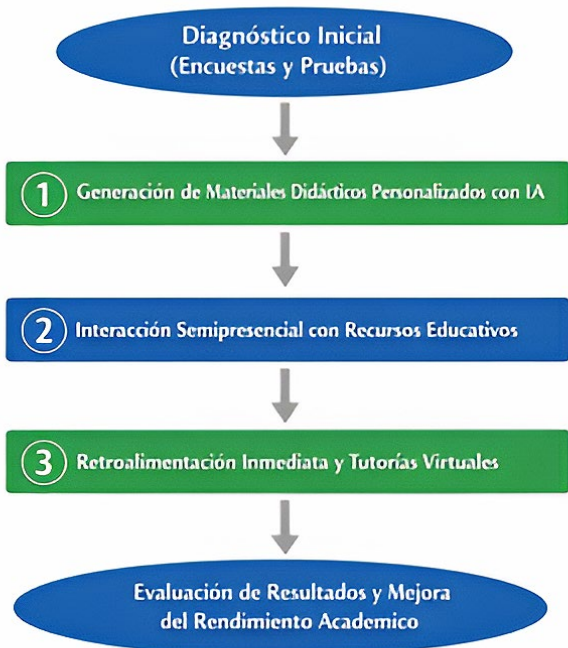 Diagnóstico Inicial
(Encuestas y Pruebas)
1 Generación de Materiales Didácticos Personalizados con IA
2 Interacción Semipresencial con Recursos Educativos
3 Retroalimentación Inmediata y Tutorías Virtuales
Evaluación de Resultados y Mejora
del Rendimiento Academico